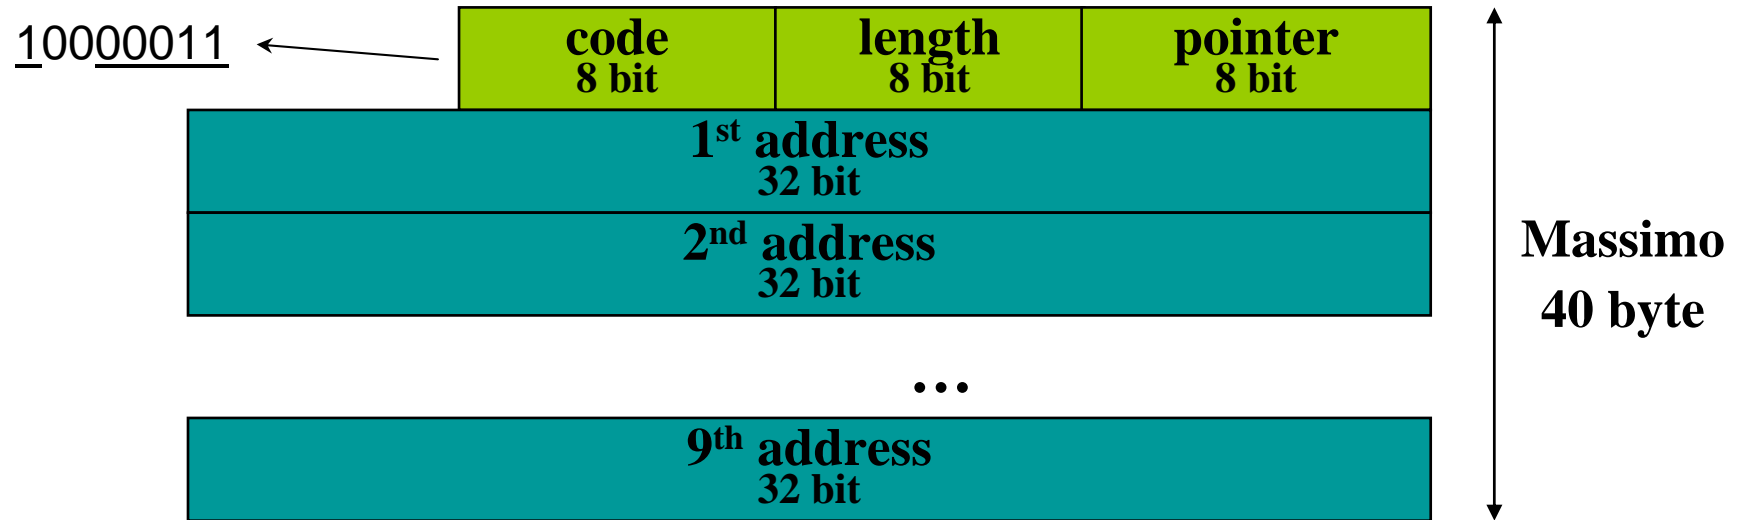 10000011
code
8 bit
length
8 bit
pointer
8 bit
1st address
32 bit
2nd address
32 bit
...
9th address
32 bit
Massimo
40 byte